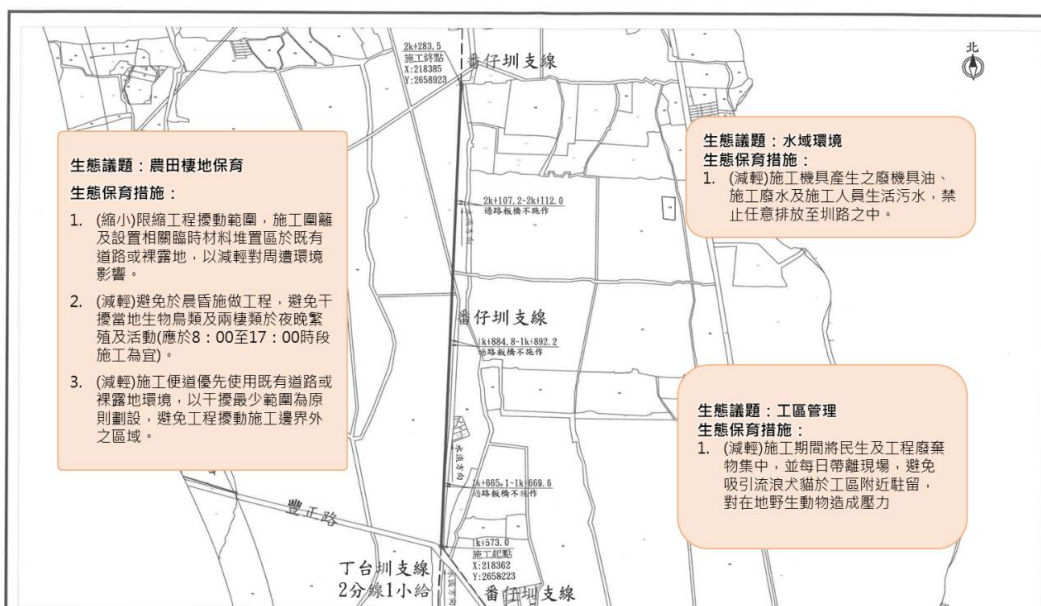 2k+283.5
施工終點
X:218385
Y:2658923
番仔圳支線
北
生態議題：農田棲地保育
生態保育措施：
1. (縮小)限縮工程擾動範圍，施工圍籬
及設置相關臨時材料堆置區於既有
道路或裸露地，以減輕對周遭環境
影響。
2. (減輕)避免於晨昏施做工程，避免干
擾當地生物鳥類及兩棲類於夜晚繁
殖及活動(應於8：00至17：00時段
施工為宜)。
3. (減輕)施工便道優先使用既有道路或
裸露地環境，以干擾最少範圍為原
則劃設，避免工程擾動施工邊界外
之區域。
生態議題：水域環境
生態保育措施：
1. (減輕)施工機具產生之廢機具油、
施工廢水及施工人員生活污水，禁
止任意排放至圳路之中。
2k+107.2~2k+112.0
過路板橋不施作
水流方向
番仔圳支線
1k+884.8~1k+892.2
過路板橋不施作
水流方向
1k+665.1~1k+669.6
過路板橋不施作
生態議題：工區管理
生態保育措施：
1. (減輕)施工期間將民生及工程廢棄
物集中，並每日帶離現場，避免
吸引流浪犬貓於工區附近駐留，
對在地野生動物造成壓力
豐正路
1k+573.0
施工起點
X:218362
Y:2658223
丁台圳支線
2分線1小給
水流方向
番仔圳支線